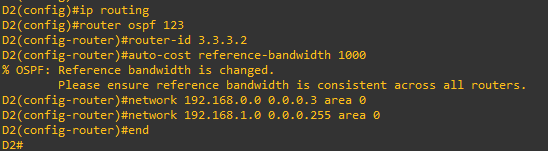 D2(config)#ip routing
D2(config)#router ospf 123
D2(config-router)#router-id 3.3.3.2
D2(config-router)#auto-cost reference-bandwidth 1000
% OSPF: Reference bandwidth is changed.
        Please ensure reference bandwidth is consistent across all routers.
D2(config-router)#network 192.168.0.0 0.0.0.3 area 0
D2(config-router)#network 192.168.1.0 0.0.0.255 area 0
D2(config-router)#end
D2#